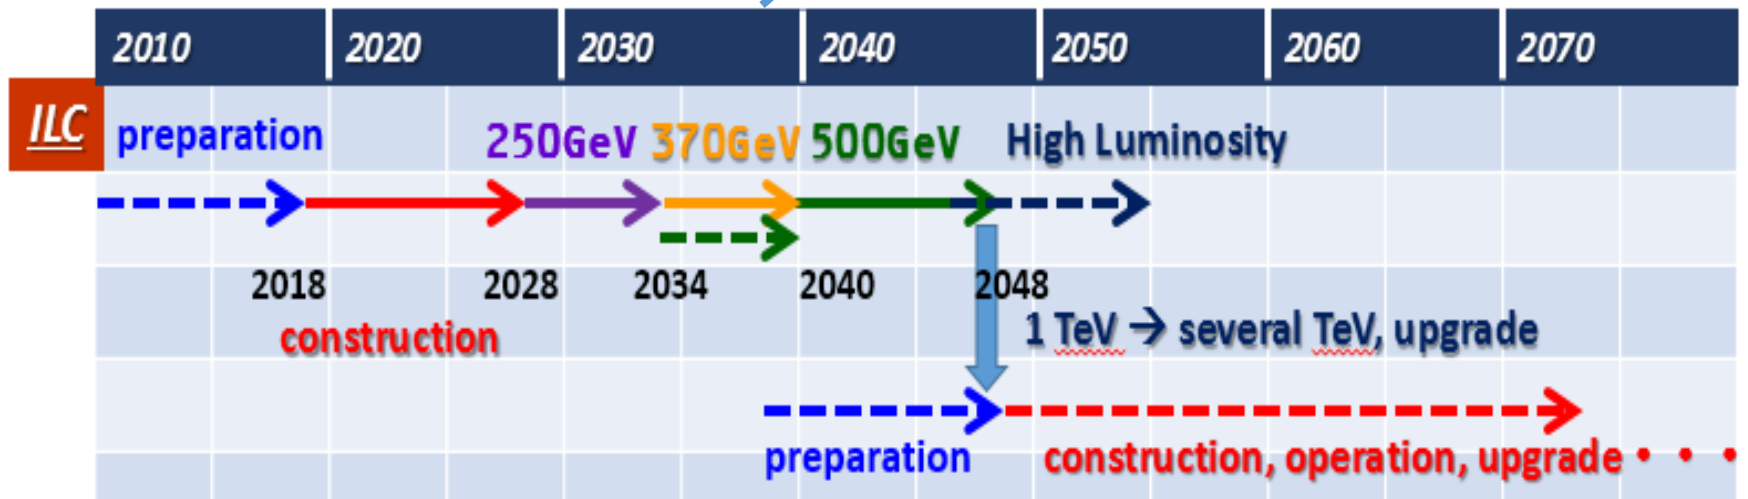 2010 2020 2030 2040 2050 2060 2070
ILC preparation 250GeV 370GeV 500GeV High Luminosity
2018 2028 2034 2040 2048
construction
1 TeV → several TeV, upgrade
preparation construction, operation, upgrade・・・